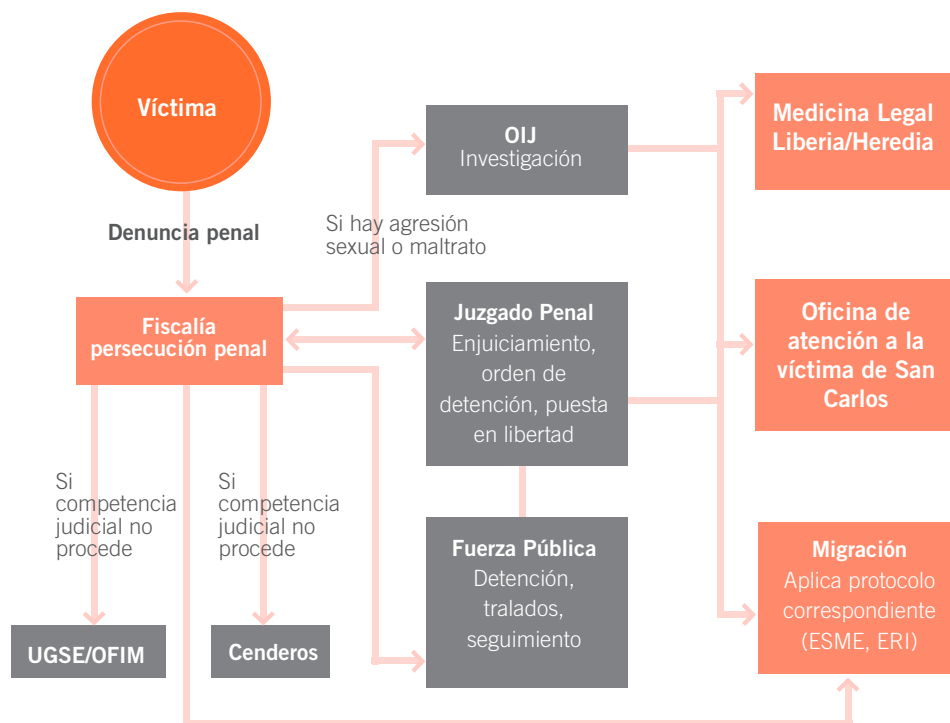 Víctima
Denuncia penal
Fiscalía
persecución penal
Si hay agresión
sexual o maltrato
OIJ
Investigación
Juzgado Penal
Enjuiciamiento,
orden de
detención, puesta
en libertad
Fuerza Pública
Detención,
tralados,
seguimiento
Si
competencia
judicial no
procede
Si
competencia
judicial no
procede
UGSE/OFIM
Cenderos
Medicina Legal
Liberia/Heredia
Oficina de
atención a la
víctima de San
Carlos
Migración
Aplica protocolo
correspondiente
(ESME, ERI)